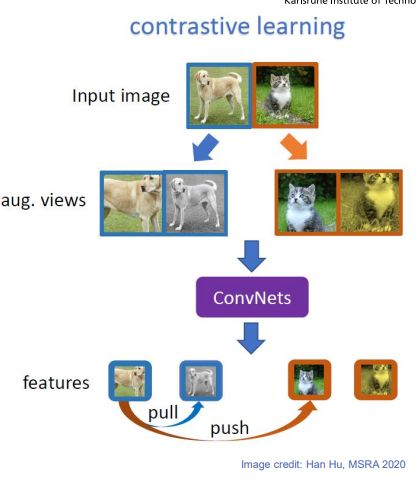 Karlsruhe Institute of Techno
contrastive learning
Input image
aug. views
ConvNets
features
pull
push
Image credit: Han Hu, MSRA 2020